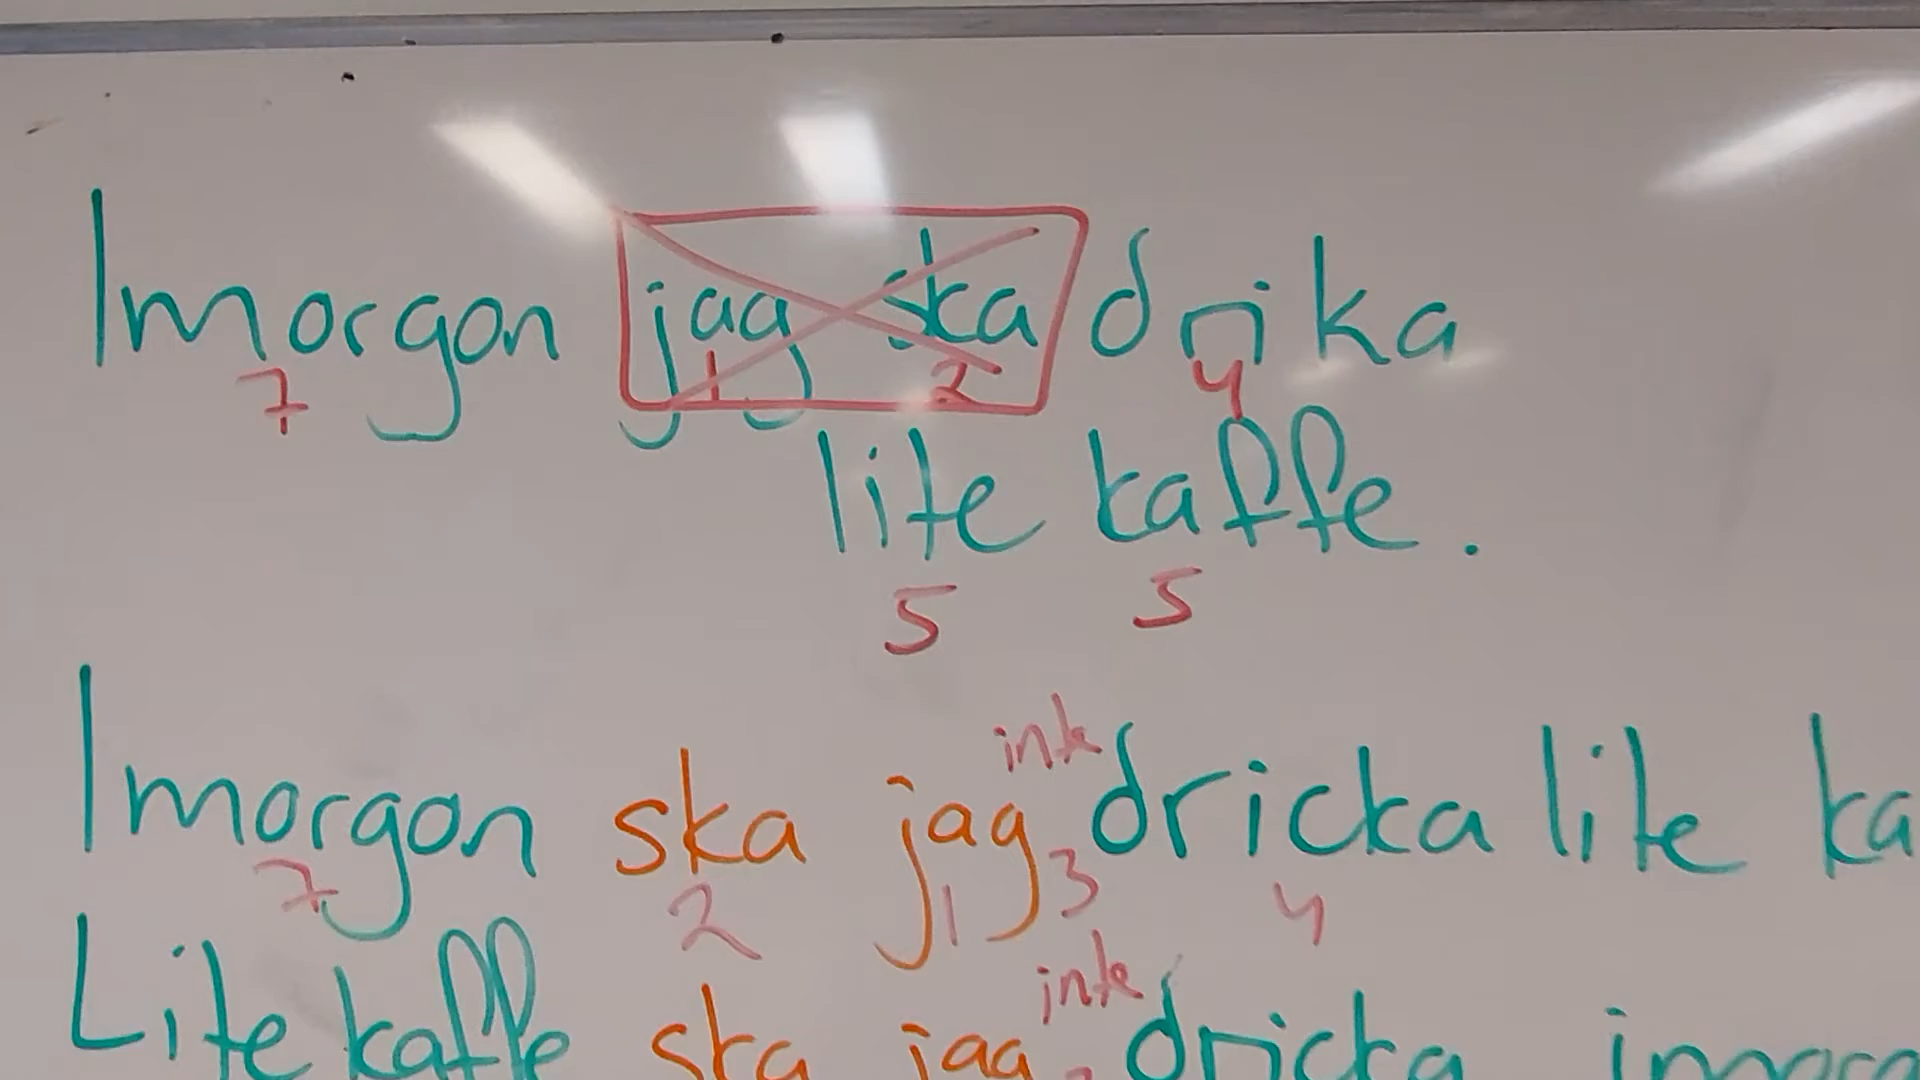 Imorgon jag ska drika
7 1 2 4
lite kaffe.
5 5
inte
Imorgon ska jag dricka lite ka
7 2 1 3 4
inte
Lite kaffe ska jag dricka imorg